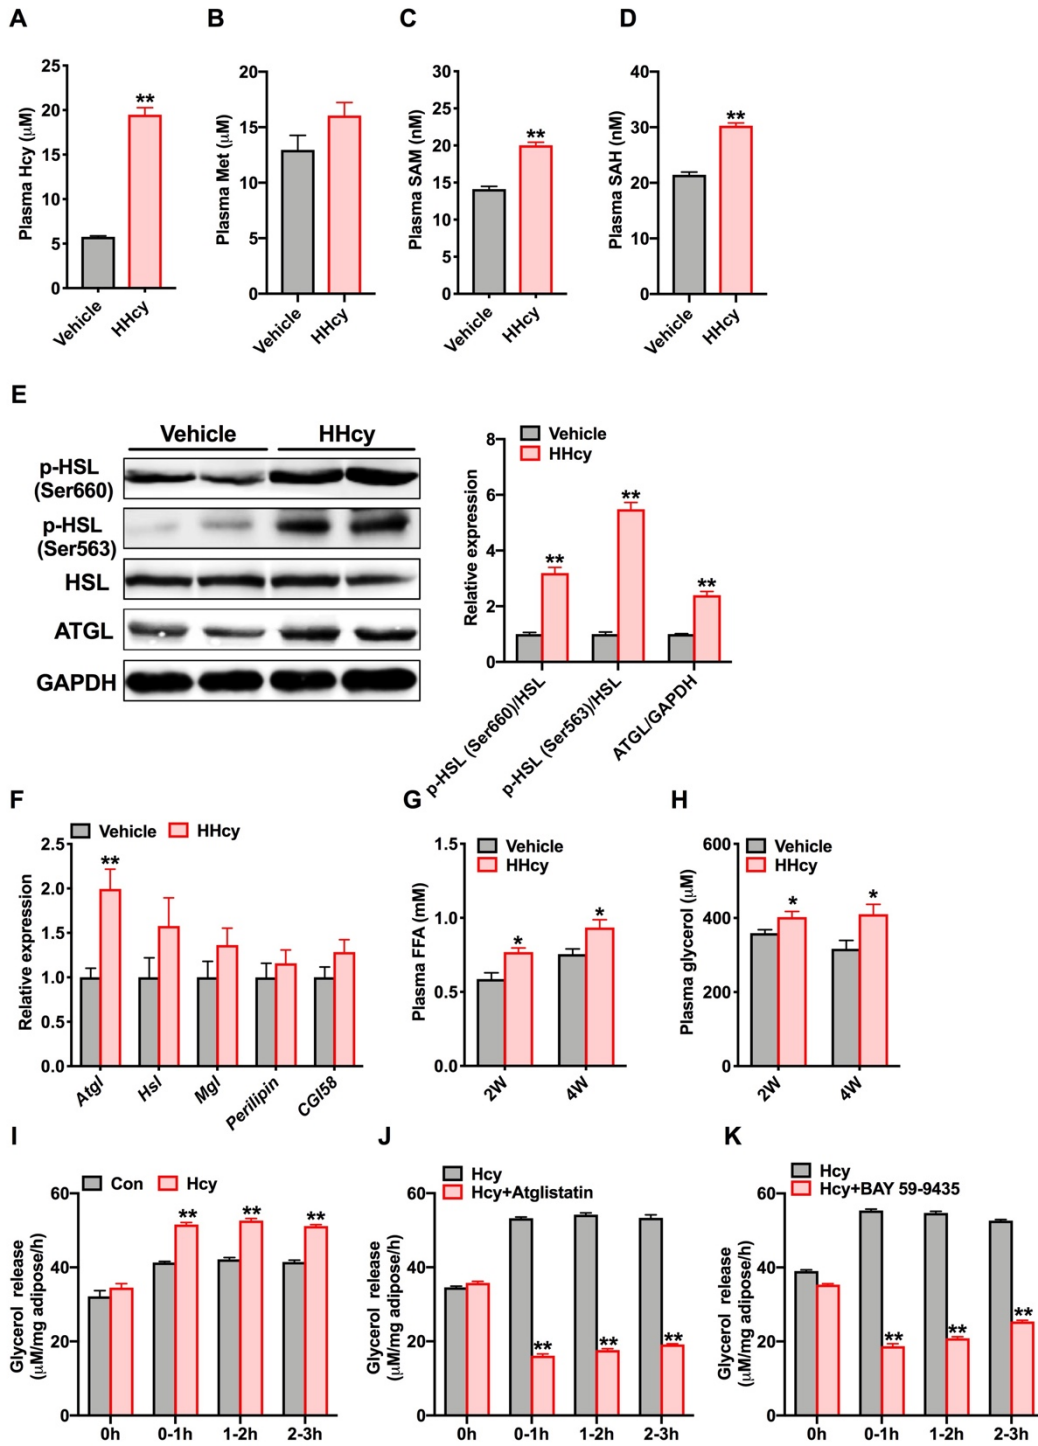 A
B
C
D
Plasma Hcy (μM)
25
20
15
10
5
0
**
Vehicle
HHcy
Plasma Met (μM)
20
15
10
5
0
Vehicle
HHcy
Plasma SAM (nM)
30
25
20
15
10
5
0
**
Vehicle
HHcy
Plasma SAH (nM)
40
30
20
10
0
**
Vehicle
HHcy
E
Vehicle
HHcy
p-HSL
(Ser660)
p-HSL
(Ser563)
HSL
ATGL
GAPDH
Vehicle
HHcy
Relative expression
8
6
4
2
0
**
**
**
p-HSL (Ser660)/HSL
p-HSL (Ser563)/HSL
ATGL/GAPDH
F
Vehicle HHcy
Relative expression
2.5
2.0
1.5
1.0
0.5
0.0
**
Atgl
Hsl
Mgl
Perilipin
CGI58
G
Vehicle
HHcy
Plasma FFA (mM)
1.5
1.0
0.5
0.0
*
*
2W
4W
H
Vehicle
HHcy
Plasma glycerol (μM)
600
400
200
0
*
*
2W
4W
I
Con Hcy
Glycerol release
(μM/mg adipose/h)
60
40
20
0
** ** **
0h 0-1h 1-2h 2-3h
J
Hcy
Hcy+Atglistatin
Glycerol release
(μM/mg adipose/h)
60
40
20
0
** ** **
0h 0-1h 1-2h 2-3h
K
Hcy
Hcy+BAY 59-9435
Glycerol release
(μM/mg adipose/h)
60
40
20
0
** ** **
0h 0-1h 1-2h 2-3h